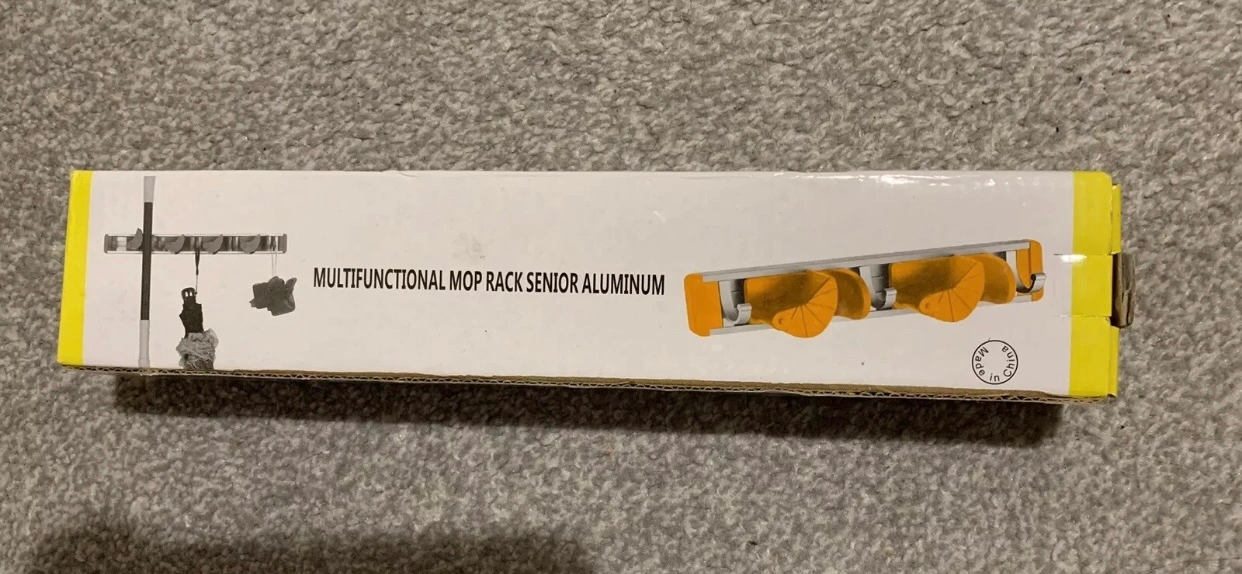 MULTIFUNCTIONAL MOP RACK SENIOR ALUMINUM
Made in China